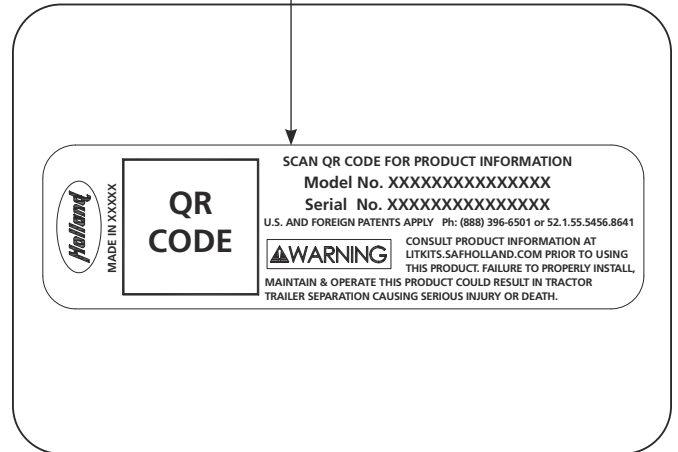 Holland
MADE IN XXXXX
QR
CODE
SCAN QR CODE FOR PRODUCT INFORMATION
Model No. XXXXXXXXXXXXXXX
Serial No. XXXXXXXXXXXXXXX
U.S. AND FOREIGN PATENTS APPLY Ph: (888) 396-6501 or 52.1.55.5456.8641
WARNING
CONSULT PRODUCT INFORMATION AT
LITKITS.SAFHOLLAND.COM PRIOR TO USING
THIS PRODUCT. FAILURE TO PROPERLY INSTALL,
MAINTAIN & OPERATE THIS PRODUCT COULD RESULT IN TRACTOR
TRAILER SEPARATION CAUSING SERIOUS INJURY OR DEATH.